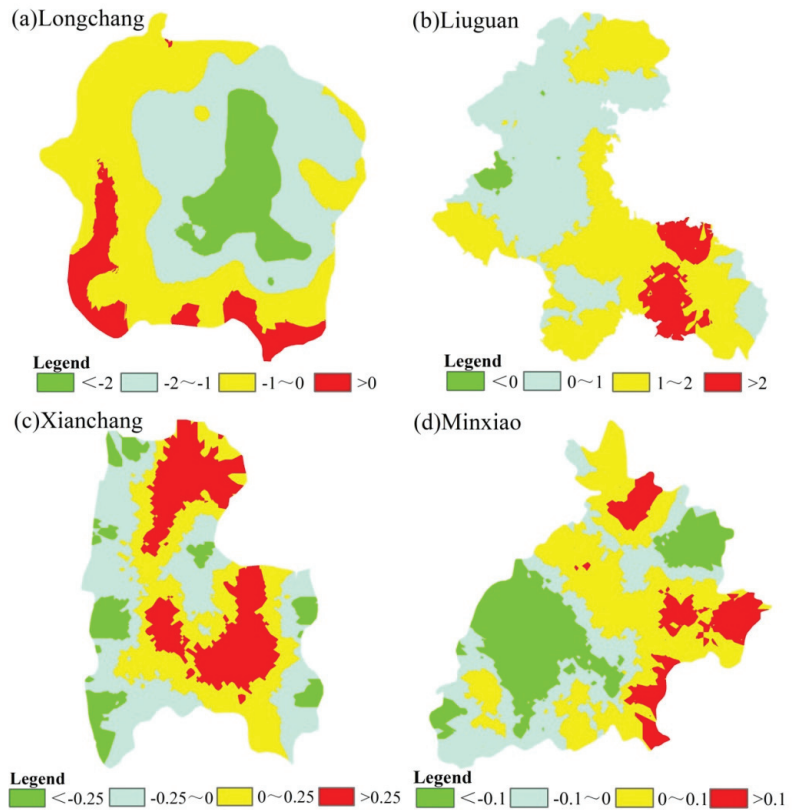 (a)Longchang
(b)Liuguan
Legend
<-2 -2～-1 -1～0 >0
Legend
<0 0～1 1～2 >2
(c)Xianchang
(d)Minxiao
Legend
<-0.25 -0.25～0 0～0.25 >0.25
Legend
<-0.1 -0.1～0 0～0.1 >0.1